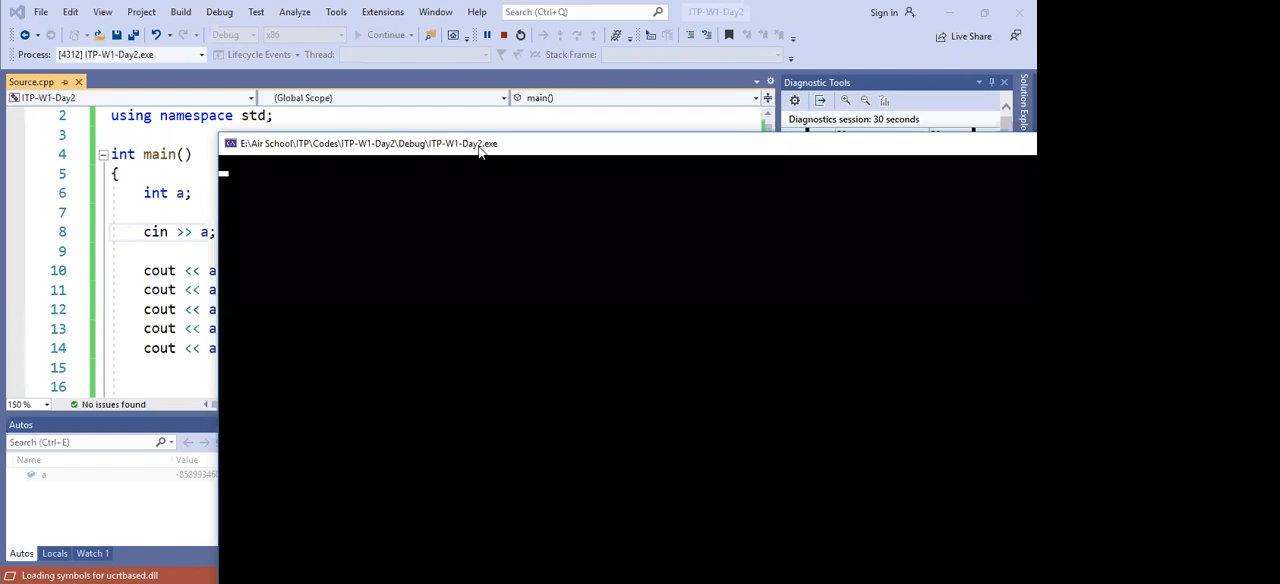 File Edit View Project Build Debug Test Analyze Tools Extensions Window Help Search (Ctrl+Q) ITP-W1-Day2 Sign in
Debug x86 Continue Live Share
Process: [4312] ITP-W1-Day2.exe Lifecycle Events Thread: Stack Frame:
Source.cpp
ITP-W1-Day2 (Global Scope) main()
2 using namespace std;
3
4 int main()
5 {
6 int a;
7
8 cin >> a;
9
10 cout << a
11 cout << a
12 cout << a
13 cout << a
14 cout << a
15
16
150 % No issues found
Autos
Search (Ctrl+E)
Name Value
a
Autos Locals Watch 1
Loading symbols for ucrtbased.dll
E:\Air School\ITP\Codes\ITP-W1-Day2\Debug\ITP-W1-Day2.exe
Diagnostic Tools
Diagnostics session: 30 seconds
Solution Explo